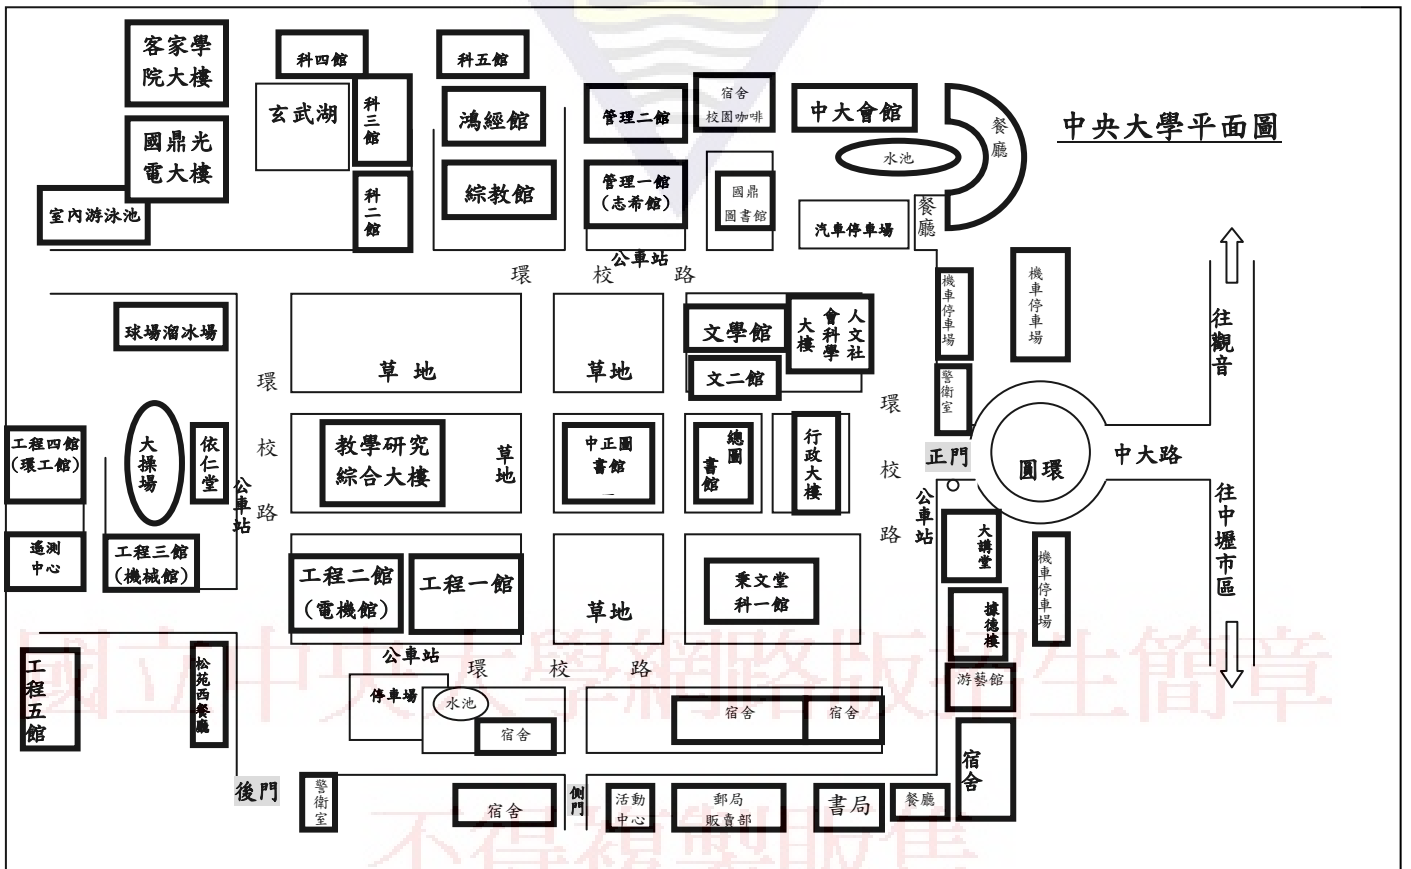 中央大學平面圖
客家學
院大樓
國鼎光
電大樓
室內游泳池
科四館
玄武湖
科三館
科二館
科五館
鴻經館
綜教館
管理二館
管理一館
(志希館)
宿舍
校園咖啡
國鼎
圖書館
中大會館
水池
餐廳
餐廳
汽車停車場
公車站
環校路
球場溜冰場
草地
草地
文學館
文二館
人文社
會科學
大樓
機車停車場
機車停車場
警衛室
往觀音
環校路
環校路
工程四館
(環工館)
大操場
依仁堂
公車站
教學研究
綜合大樓
草地
中正圖
書館
總圖
書館
行政大樓
正門
圓環
中大路
公車站
往中壢市區
遙測
中心
工程三館
(機械館)
工程二館
(電機館)
工程一館
草地
秉文堂
科一館
大講堂
據德樓
機車停車場
游藝館
公車站
環校路
工程五館
松苑西餐廳
停車場
水池
宿舍
宿舍
宿舍
宿舍
後門
警衛室
宿舍
側門
活動
中心
郵局
販賣部
書局
餐廳
國立中央大學網路版招生簡章
不得複製販售